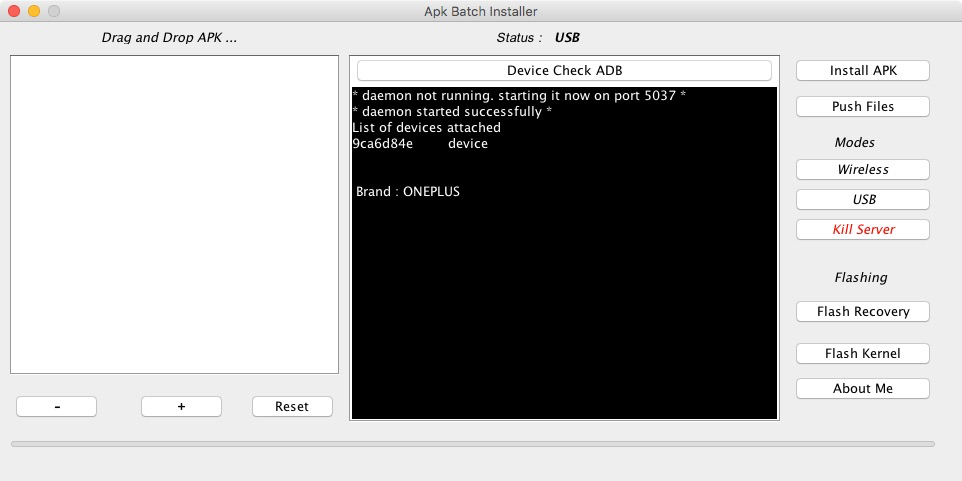 Apk Batch Installer
Drag and Drop APK ...
Status : USB
Device Check ADB
* daemon not running. starting it now on port 5037 *
* daemon started successfully *
List of devices attached
9ca6d84e device
Brand : ONEPLUS
Install APK
Push Files
Modes
Wireless
USB
Kill Server
Flashing
Flash Recovery
Flash Kernel
About Me
-
+
Reset